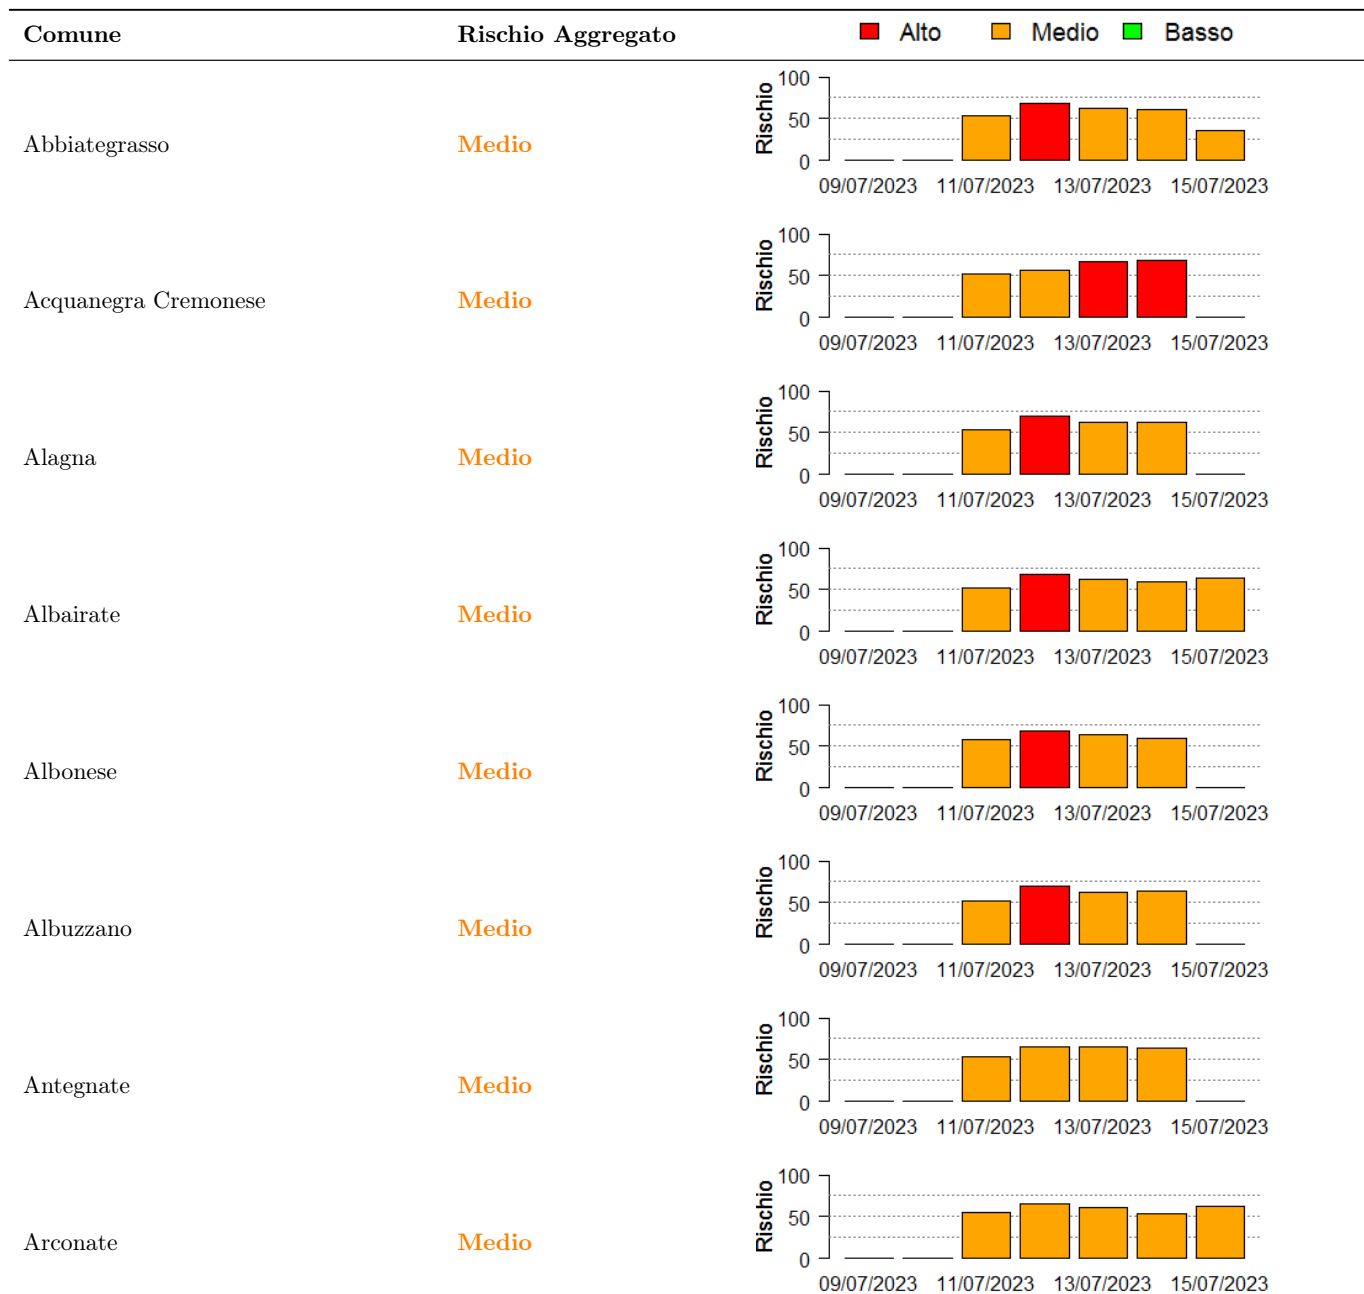 Comune Rischio Aggregato Alto Medio Basso
Abbiategrasso Medio
Rischio
100
50
0
09/07/2023 11/07/2023 13/07/2023 15/07/2023
Acquanegra Cremonese Medio
Rischio
100
50
0
09/07/2023 11/07/2023 13/07/2023 15/07/2023
Alagna Medio
Rischio
100
50
0
09/07/2023 11/07/2023 13/07/2023 15/07/2023
Albairate Medio
Rischio
100
50
0
09/07/2023 11/07/2023 13/07/2023 15/07/2023
Albonese Medio
Rischio
100
50
0
09/07/2023 11/07/2023 13/07/2023 15/07/2023
Albuzzano Medio
Rischio
100
50
0
09/07/2023 11/07/2023 13/07/2023 15/07/2023
Antegnate Medio
Rischio
100
50
0
09/07/2023 11/07/2023 13/07/2023 15/07/2023
Arconate Medio
Rischio
100
50
0
09/07/2023 11/07/2023 13/07/2023 15/07/2023